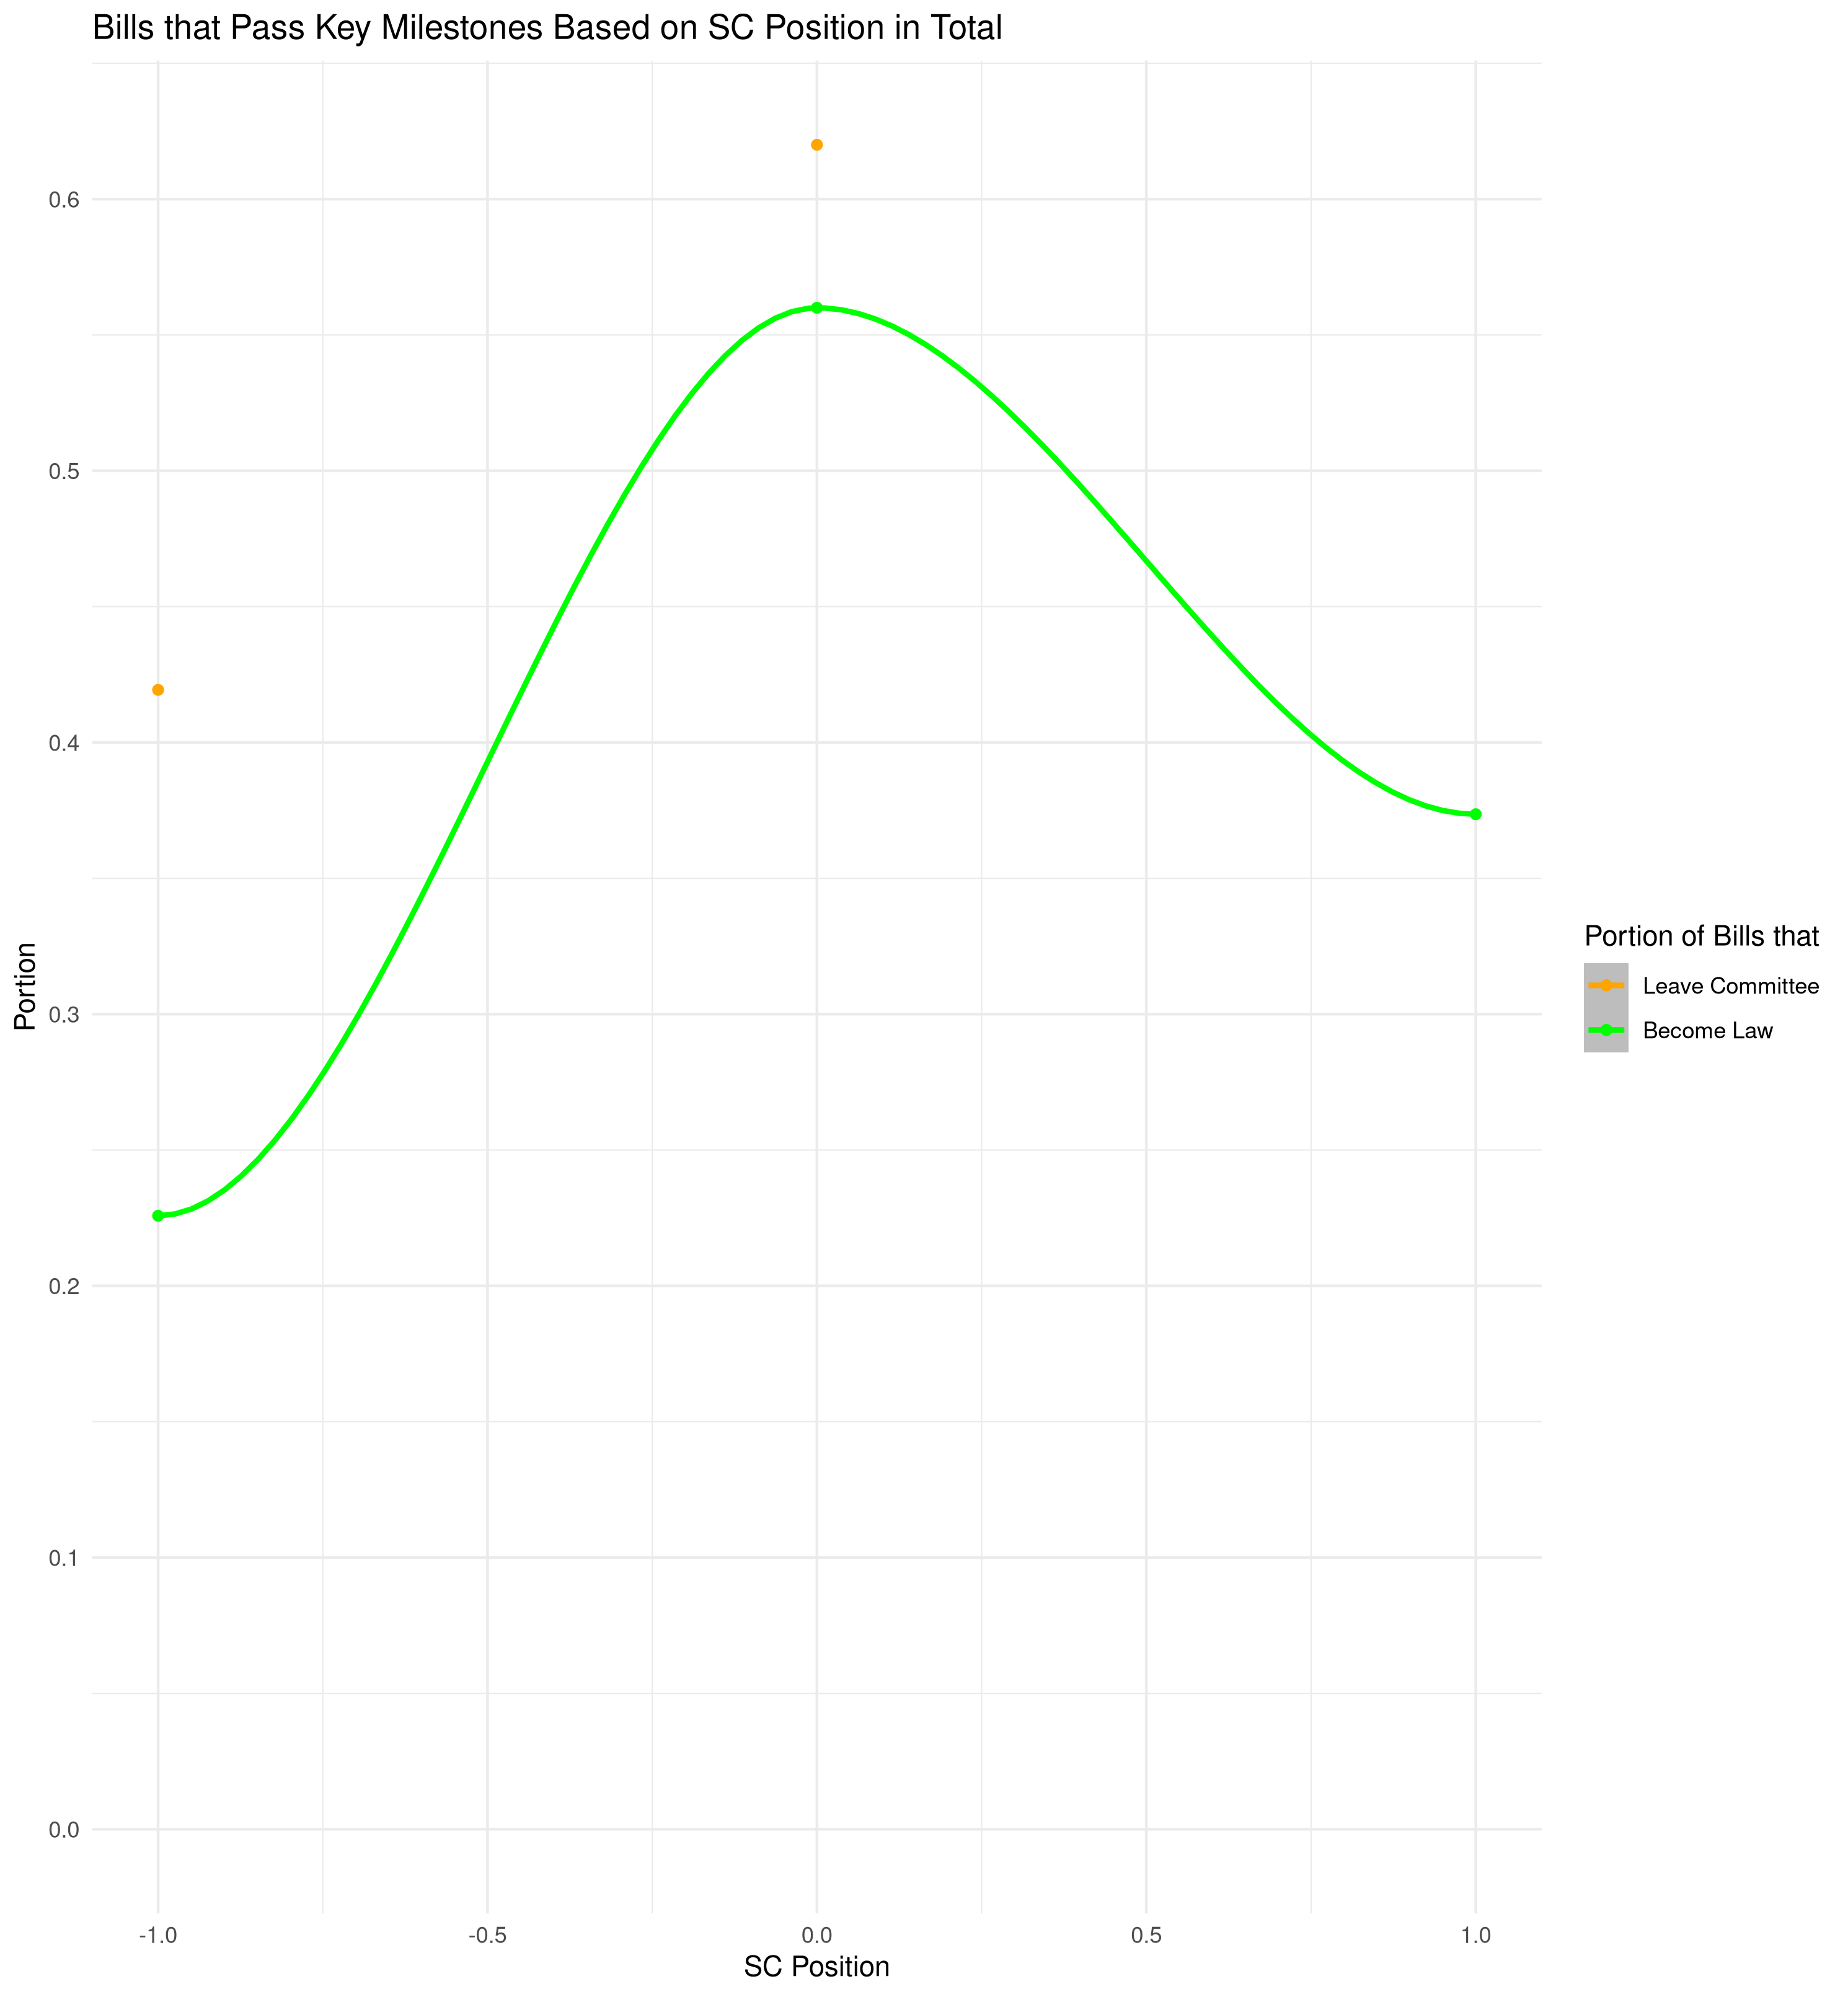 Bills that Pass Key Milestones Based on SC Position in Total
0.6
0.5
0.4
0.3
0.2
0.1
0.0
Portion
-1.0 -0.5 0.0 0.5 1.0
SC Position
Portion of Bills that
Leave Committee
Become Law